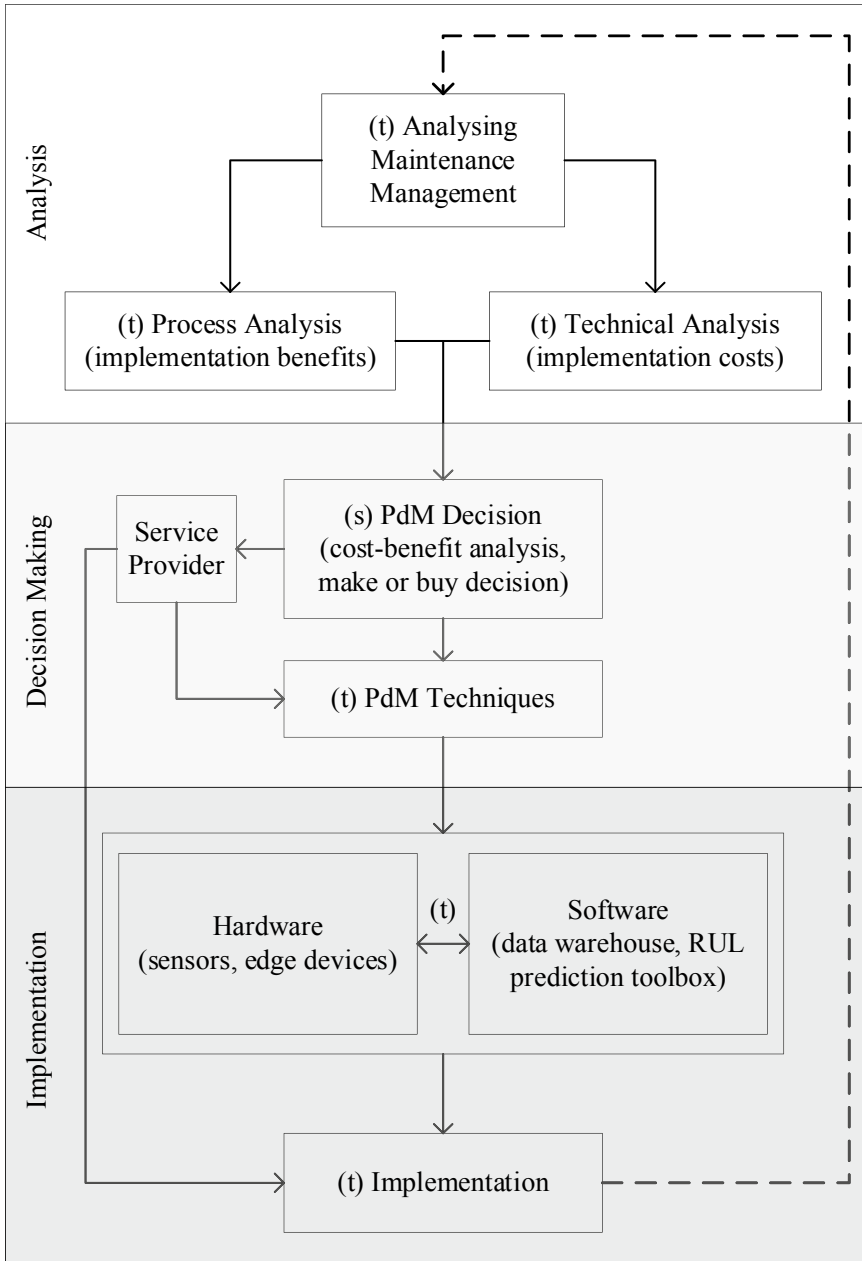 Analysis
(t) Analysing
Maintenance
Management
(t) Process Analysis
(implementation benefits)
(t) Technical Analysis
(implementation costs)
Decision Making
Service
Provider
(s) PdM Decision
(cost-benefit analysis,
make or buy decision)
(t) PdM Techniques
Implementation
Hardware
(sensors, edge devices)
(t)
Software
(data warehouse, RUL
prediction toolbox)
(t) Implementation